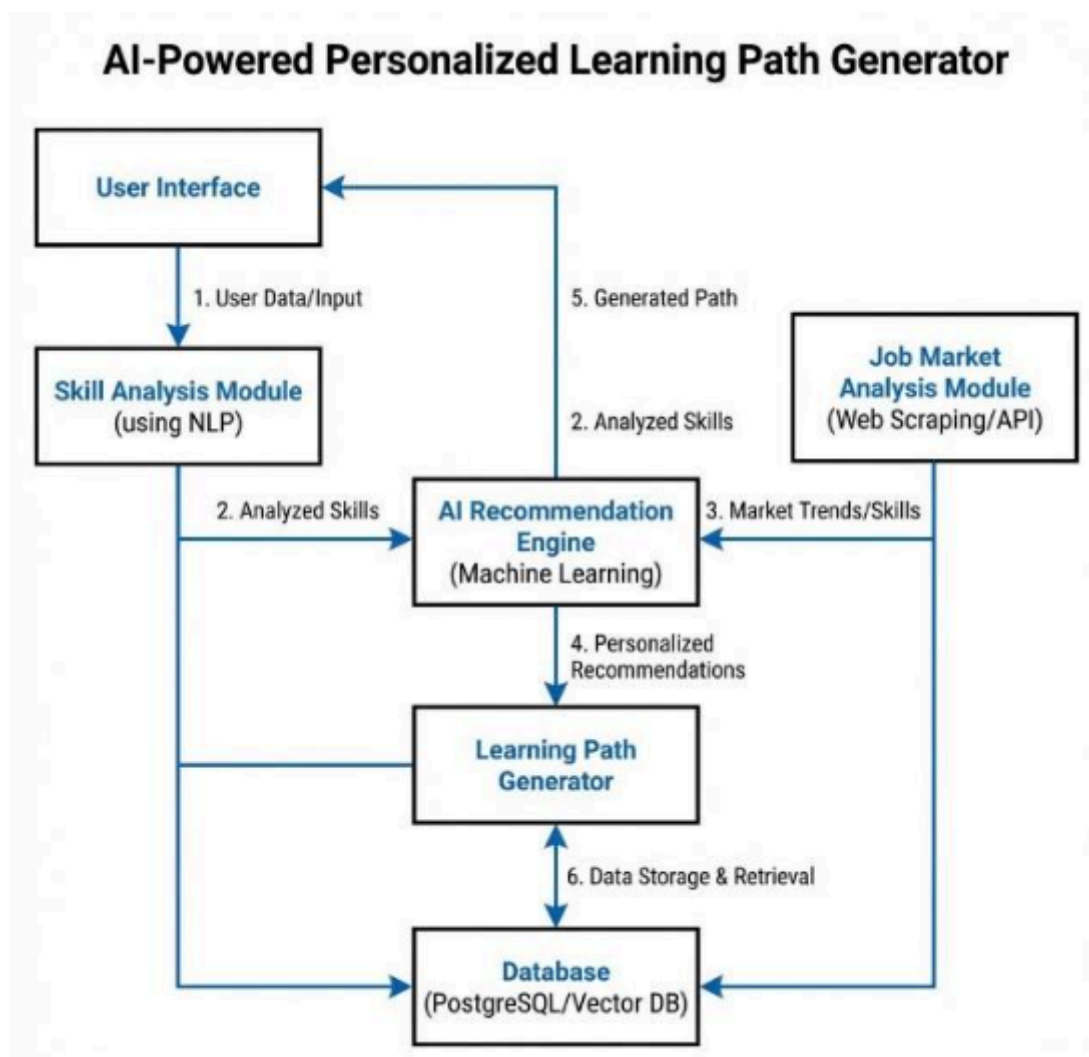 AI-Powered Personalized Learning Path Generator
User Interface
1. User Data/Input
5. Generated Path
Skill Analysis Module
(using NLP)
Job Market
Analysis Module
(Web Scraping/API)
2. Analyzed Skills
2. Analyzed Skills
AI Recommendation
Engine
(Machine Learning)
3. Market Trends/Skills
4. Personalized
Recommendations
Learning Path
Generator
6. Data Storage & Retrieval
Database
(PostgreSQL/Vector DB)